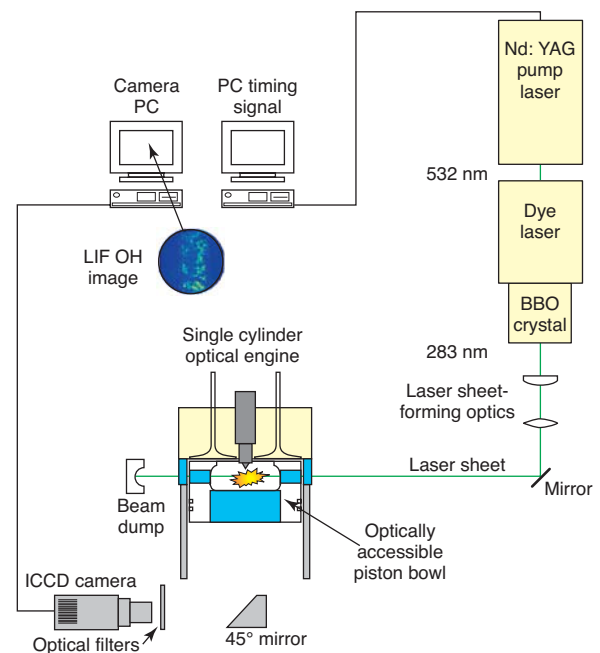 Nd: YAG
pump
laser
Camera
PC
PC timing
signal
532 nm
Dye
laser
LIF OH
image
BBO
crystal
Single cylinder
optical engine
283 nm
Laser sheet-
forming optics
Laser sheet
Mirror
Beam
dump
Optically
accessible
piston bowl
ICCD camera
45° mirror
Optical filters